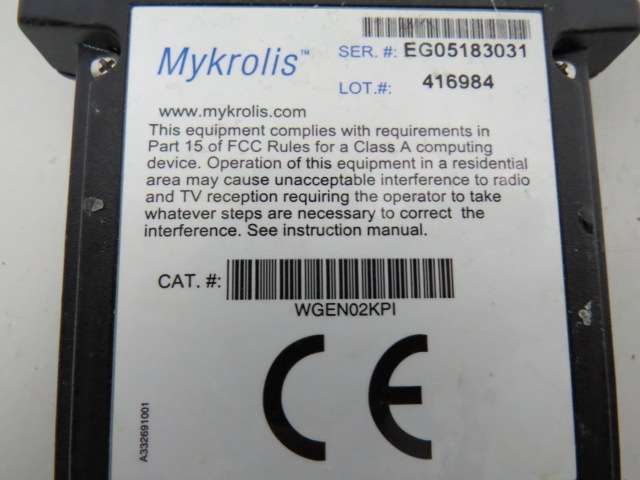 Mykrolis™
SER. #: EG05183031
LOT.#: 416984
www.mykrolis.com
This equipment complies with requirements in
Part 15 of FCC Rules for a Class A computing
device. Operation of this equipment in a residential
area may cause unacceptable interference to radio
and TV reception requiring the operator to take
whatever steps are necessary to correct the
interference. See instruction manual.
CAT. #:
WGEN02KPI
CE
A332691001